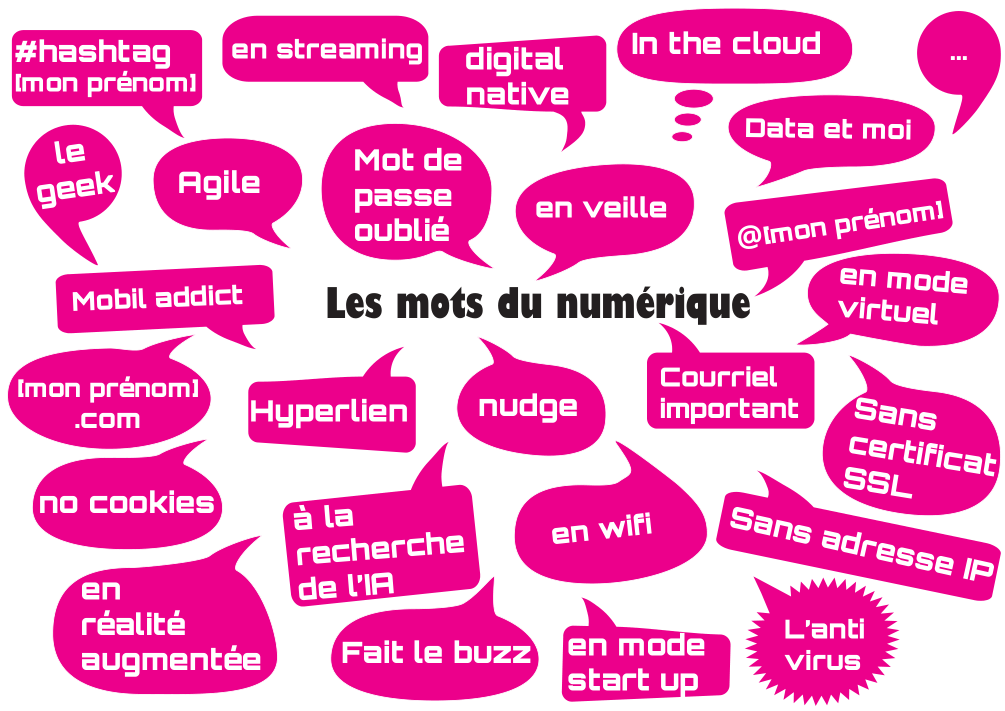 #hashtag
[mon prénom]
en streaming
digital
native
In the cloud
...
le
geek
Agile
Mot de
passe
oublié
en veille
Data et moi
@[mon prénom]
Mobil addict
Les mots du numérique
en mode
virtuel
[mon prénom]
.com
Hyperlien
nudge
Courriel
important
Sans
certificat
SSL
no cookies
à la
recherche
de l'IA
en wifi
Sans adresse IP
en
réalité
augmentée
Fait le buzz
en mode
start up
L'anti
virus